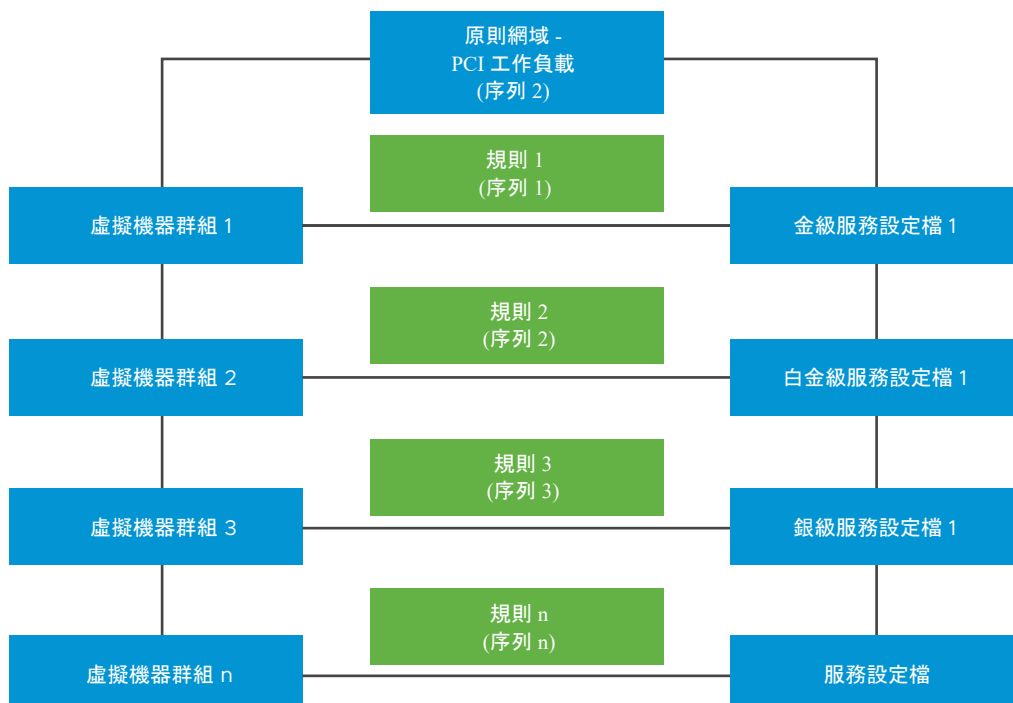 原則網域 -
PCI 工作負載
(序列 2)
規則 1
(序列 1)
虛擬機器群組 1
金級服務設定檔 1
規則 2
(序列 2)
虛擬機器群組 2
白金級服務設定檔 1
規則 3
(序列 3)
虛擬機器群組 3
銀級服務設定檔 1
規則 n
(序列 n)
虛擬機器群組 n
服務設定檔